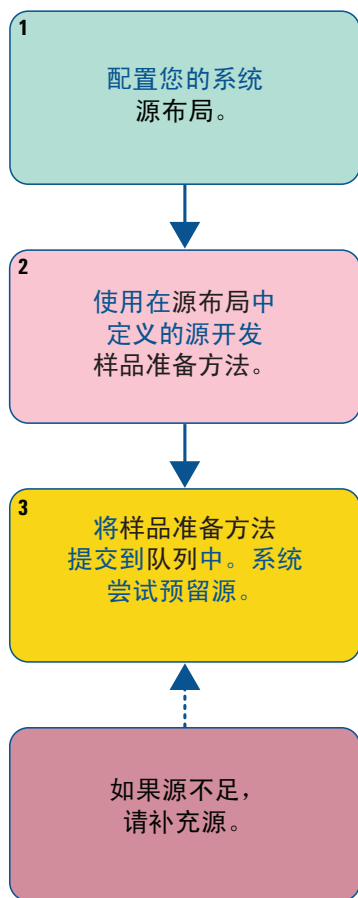 1
配置您的系统
源布局。
2
使用在源布局中
定义的源开发
样品准备方法。
3
将样品准备方法
提交到队列中。系统
尝试预留源。
如果源不足，
请补充源。